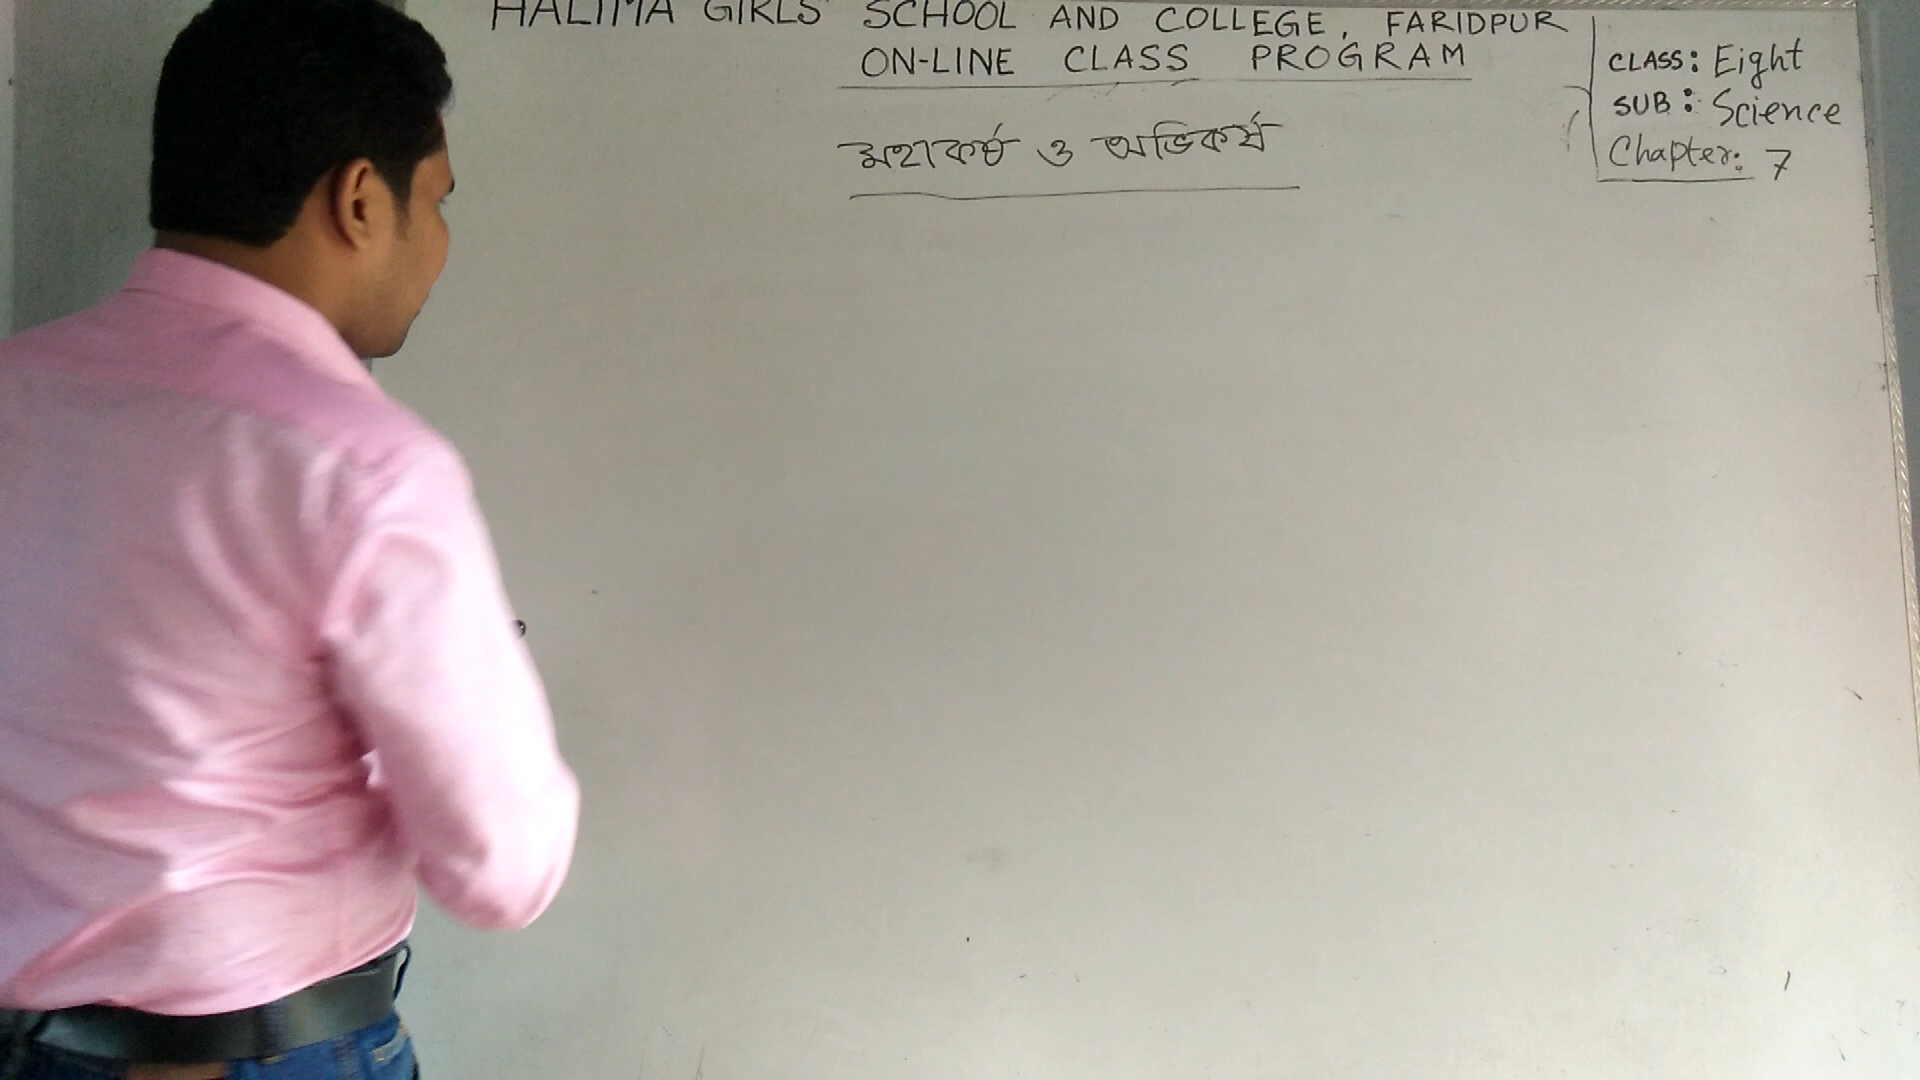 HALIMA GIRLS' SCHOOL AND COLLEGE, FARIDPUR
ON-LINE CLASS PROGRAM
মহাকর্ষ ও অভিকর্ষ
CLASS: Eight
SUB: Science
Chapter: 7